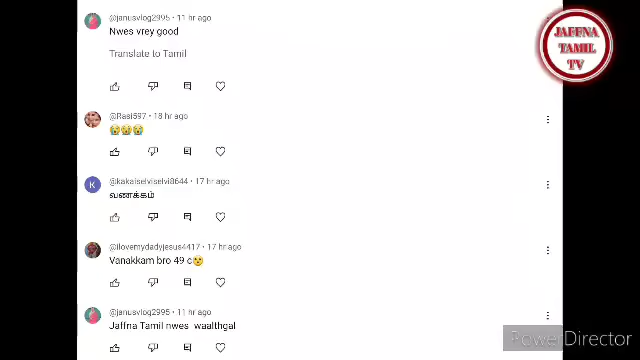 @janusvlog2995 · 11 hr ago
Nwes vrey good
Translate to Tamil
JAFFNA
TAMIL
TV
@Rasi597 · 18 hr ago
😭😭😭
K
@kakaiselviselvi8644 · 17 hr ago
வணக்கம்
@ilovemydadyjesus4417 · 17 hr ago
Vanakkam bro 49 c😯
@janusvlog2995 · 11 hr ago
Jaffna Tamil nwes waalthgal
PowerDirector